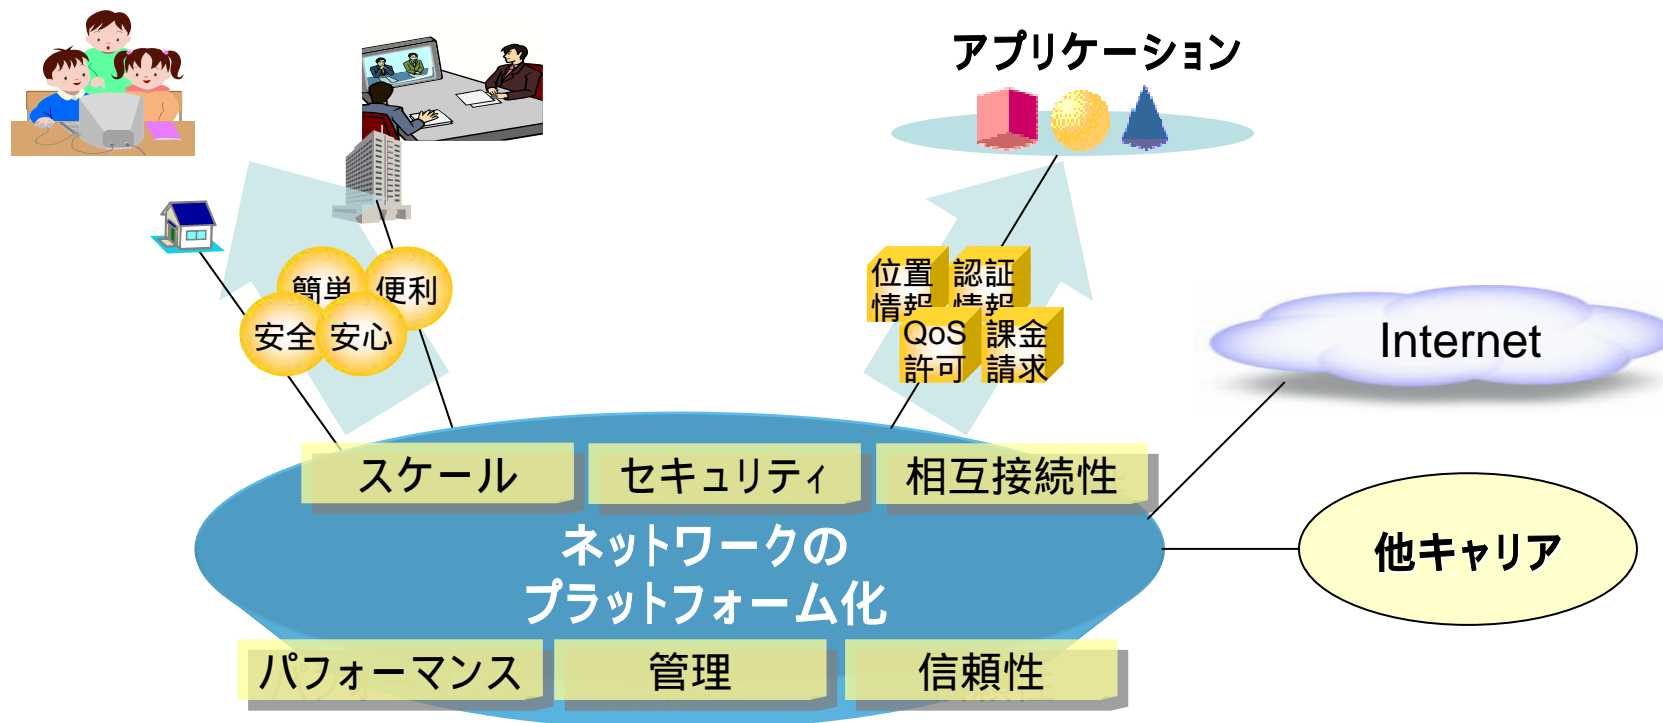 アプリケーション
簡単
便利
安全
安心
位置
情報
認証
情報
QoS
許可
課金
請求
Internet
スケール
セキュリティ
相互接続性
ネットワークの
プラットフォーム化
他キャリア
パフォーマンス
管理
信頼性